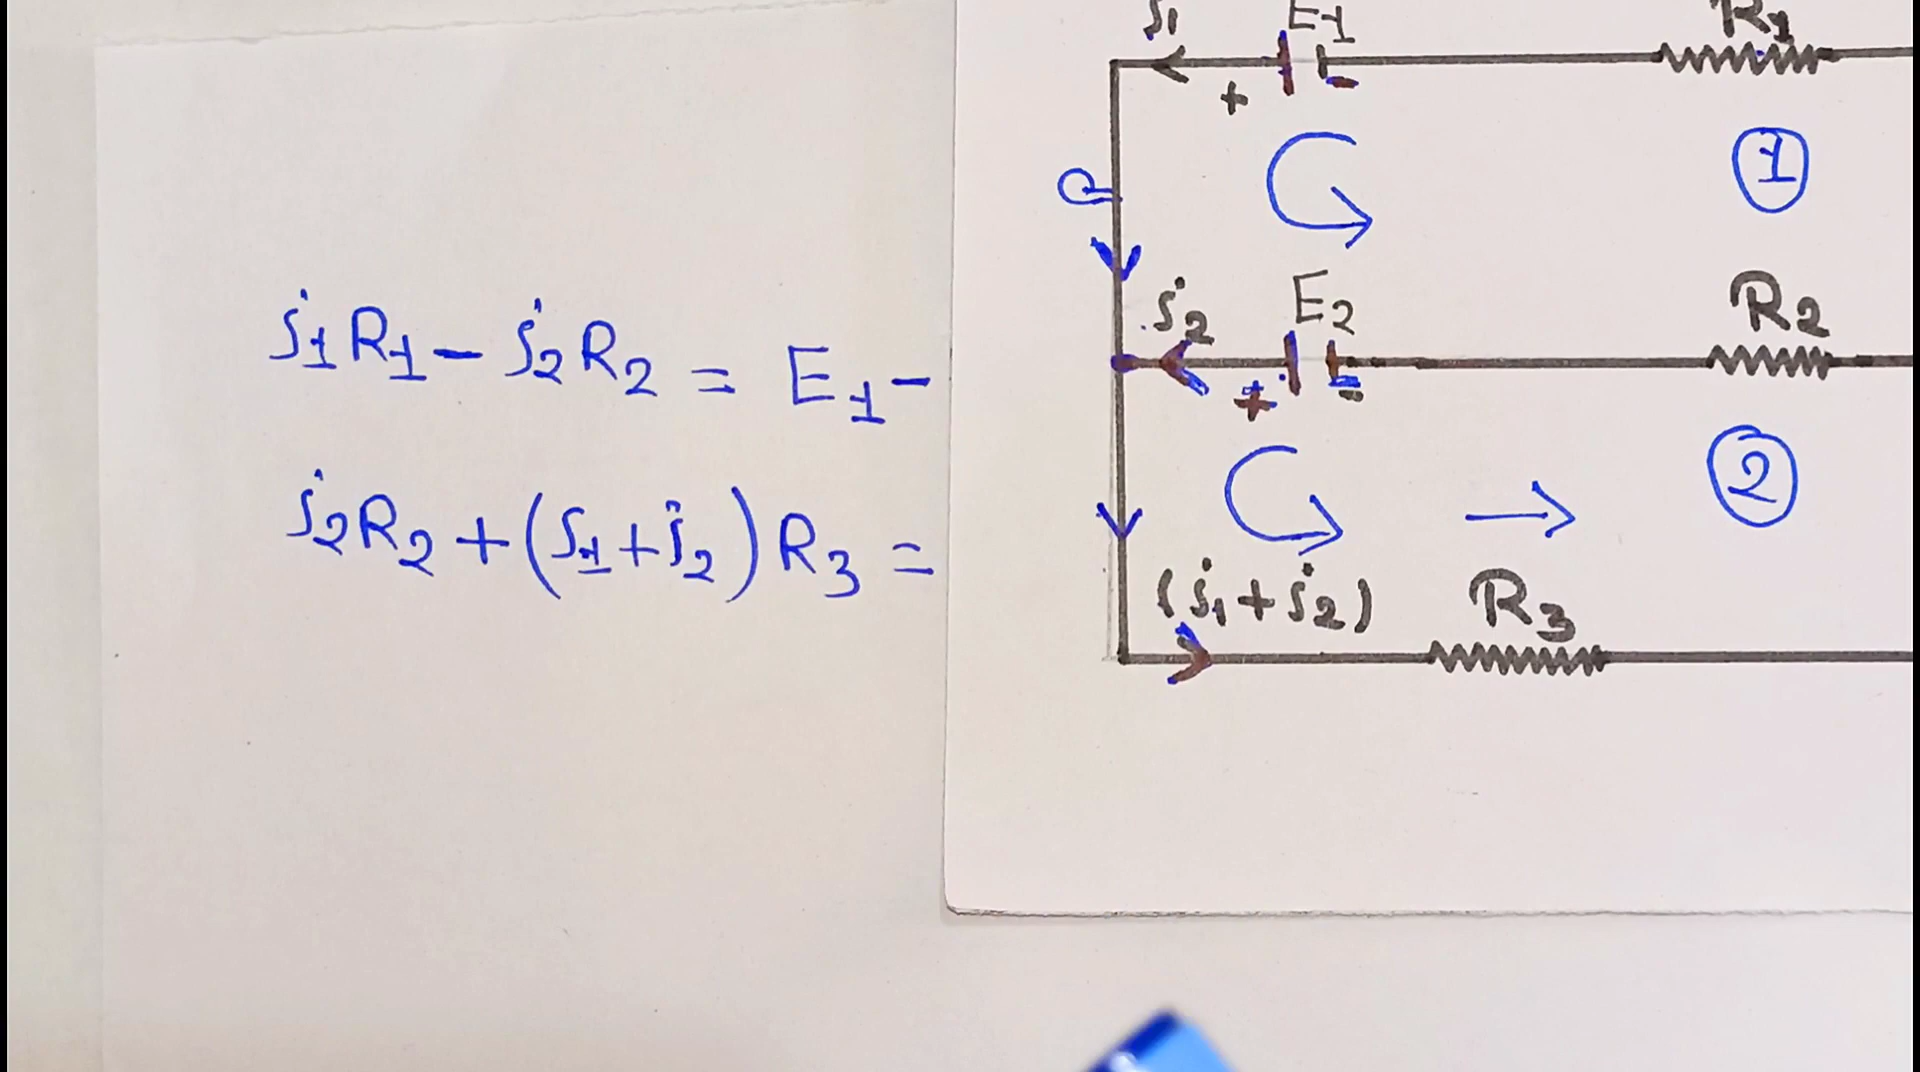 i1R1 - i2R2 = E1 -
i2R2 + (i1 + i2) R3 =
i1 E1 R1
+ -
1
i2 E2 R2
+ -
2
(i1 + i2) R3